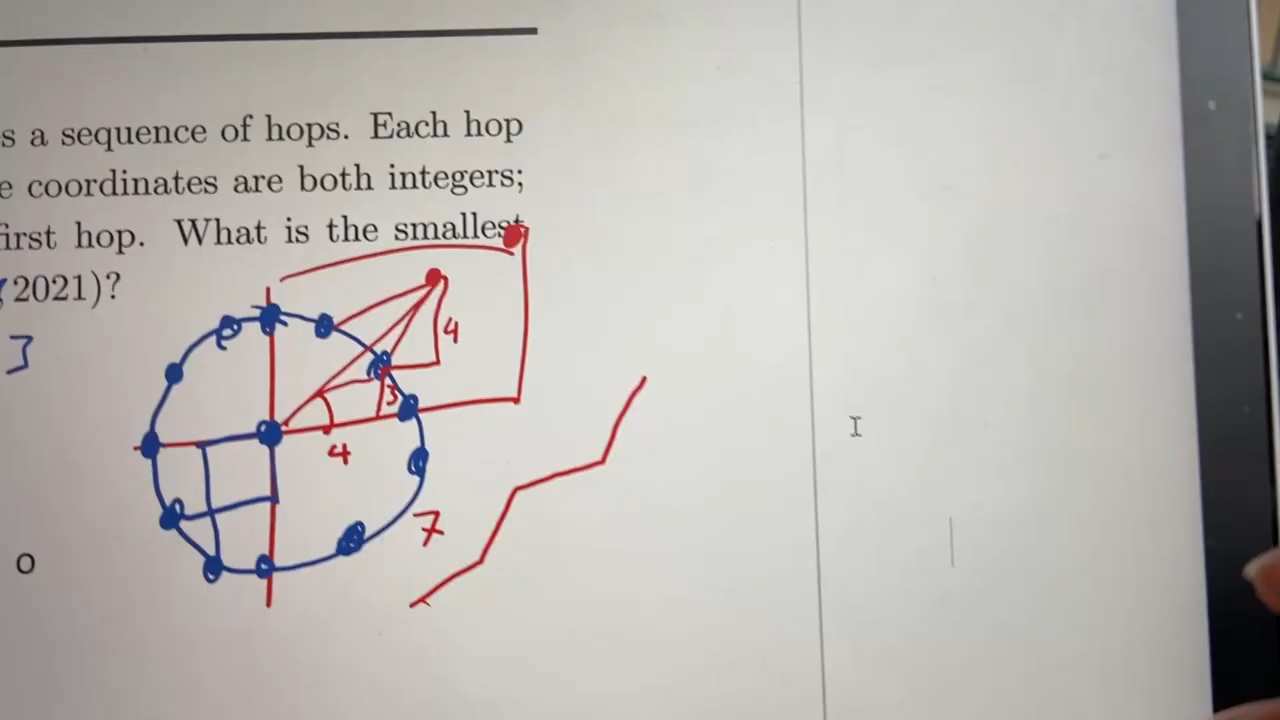 s a sequence of hops. Each hop
e coordinates are both integers;
first hop. What is the smallest
2021)?
3
4
3
4
7